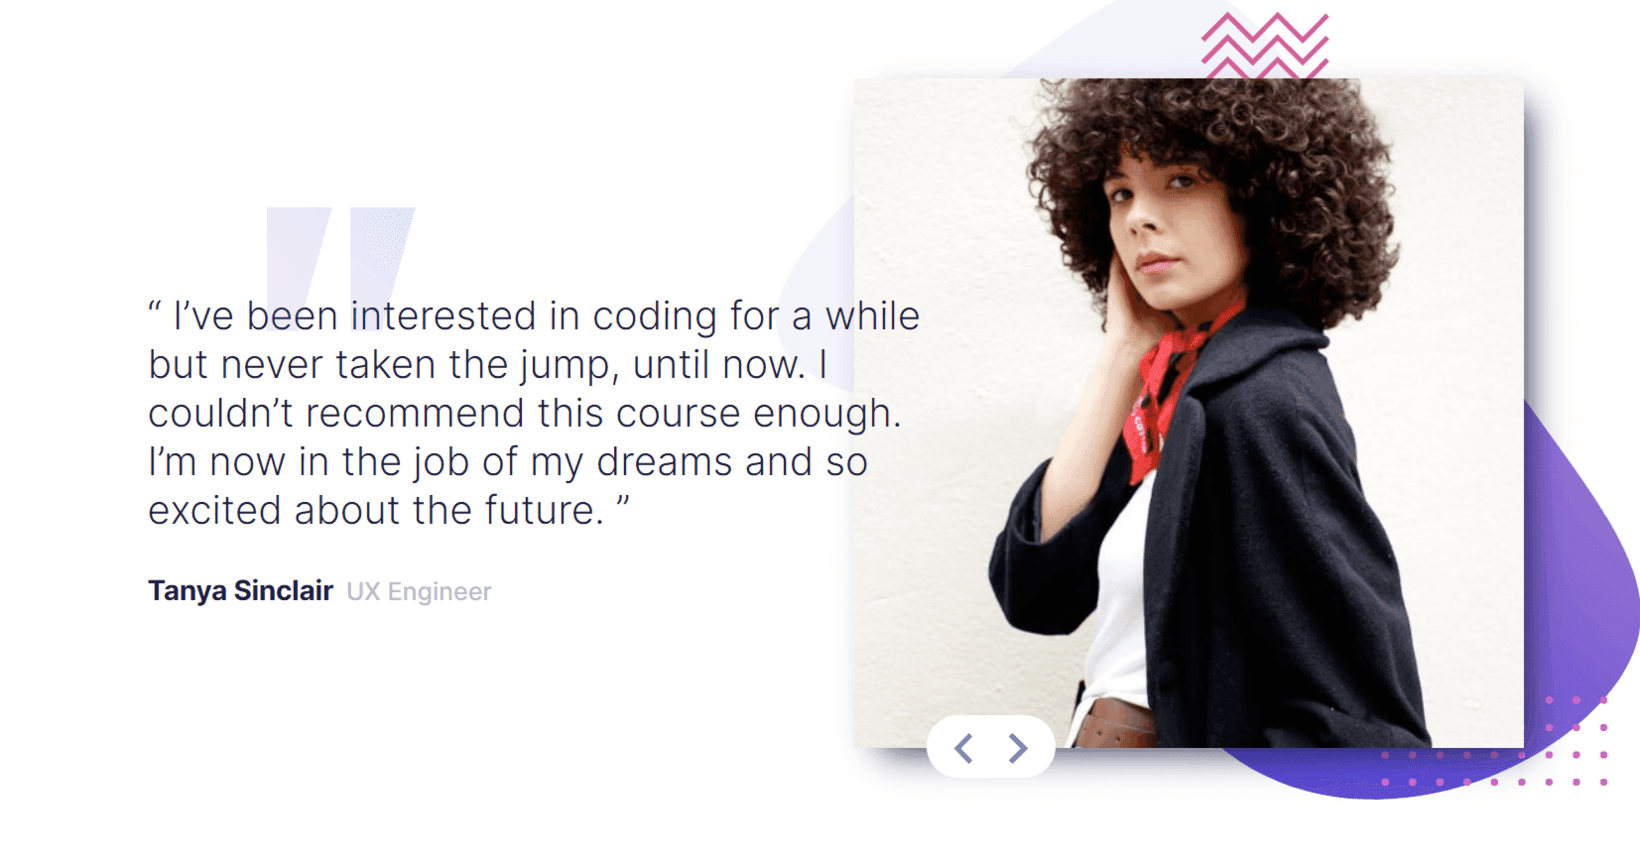 “ I’ve been interested in coding for a while
but never taken the jump, until now. I
couldn’t recommend this course enough.
I’m now in the job of my dreams and so
excited about the future. ”
Tanya Sinclair UX Engineer